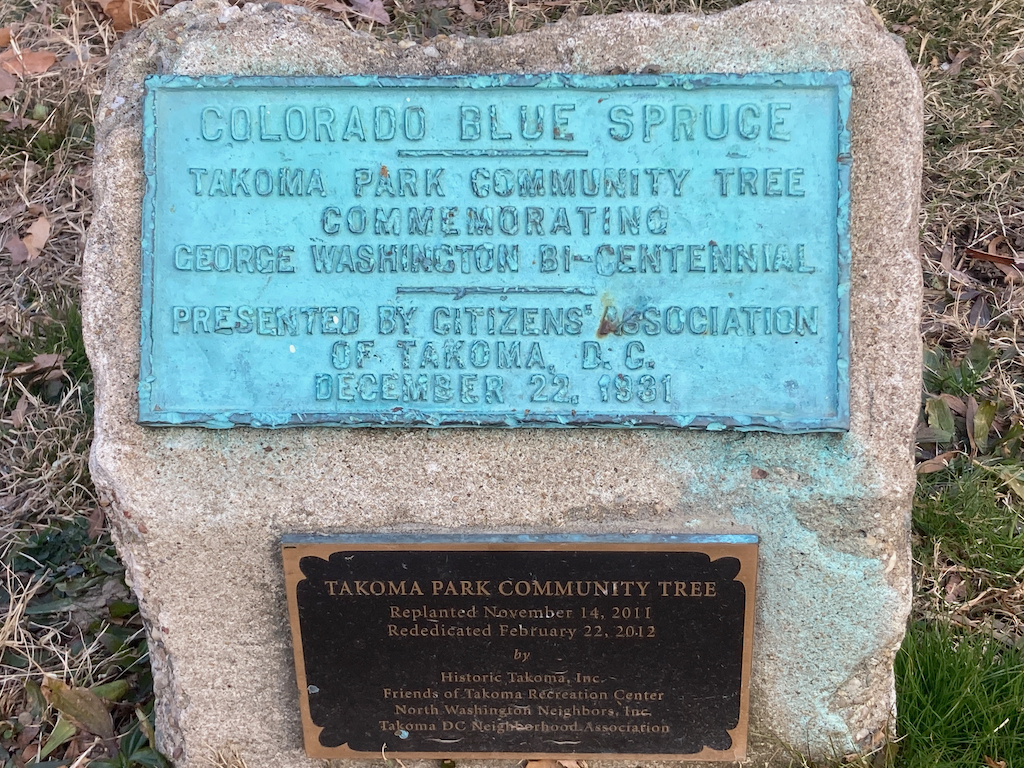 COLORADO BLUE SPRUCE
TAKOMA PARK COMMUNITY TREE
COMMEMORATING
GEORGE WASHINGTON BI-CENTENNIAL
PRESENTED BY CITIZENS' ASSOCIATION
OF TAKOMA, D.C.
DECEMBER 22, 1931
TAKOMA PARK COMMUNITY TREE
Replanted November 14, 2011
Rededicated February 22, 2012
by
Historic Takoma, Inc.
Friends of Takoma Recreation Center
North Washington Neighbors, Inc.
Takoma DC Neighborhood Association